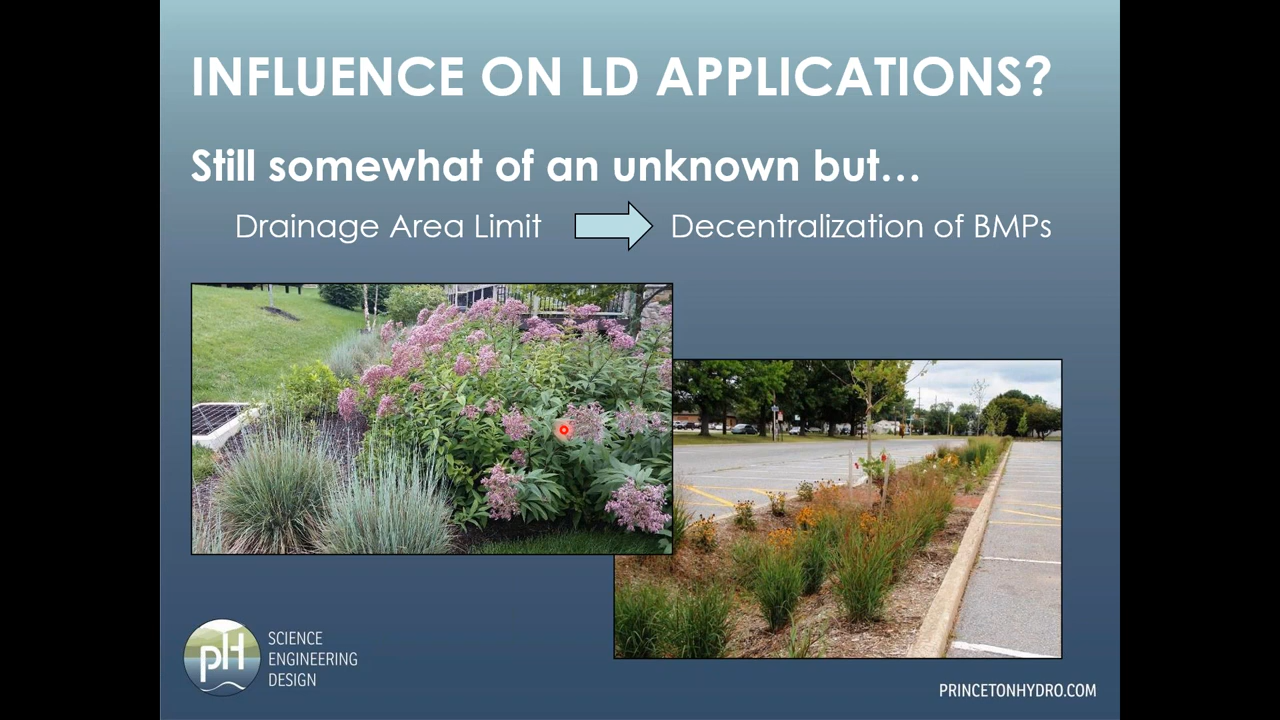 INFLUENCE ON LD APPLICATIONS?
Still somewhat of an unknown but...
Drainage Area Limit Decentralization of BMPs
pH SCIENCE
ENGINEERING
DESIGN
PRINCETONHYDRO.COM